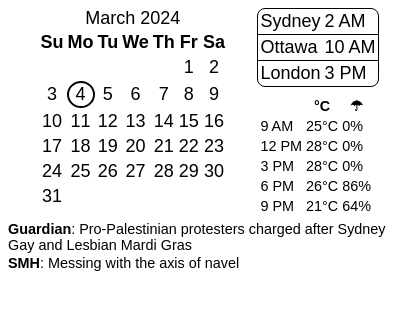 March 2024
Su Mo Tu We Th Fr Sa
1 2
3 4 5 6 7 8 9
10 11 12 13 14 15 16
17 18 19 20 21 22 23
24 25 26 27 28 29 30
31
Sydney 2 AM
Ottawa 10 AM
London 3 PM
°C ☂
9 AM 25°C 0%
12 PM 28°C 0%
3 PM 28°C 0%
6 PM 26°C 86%
9 PM 21°C 64%
Guardian: Pro-Palestinian protesters charged after Sydney
Gay and Lesbian Mardi Gras
SMH: Messing with the axis of navel